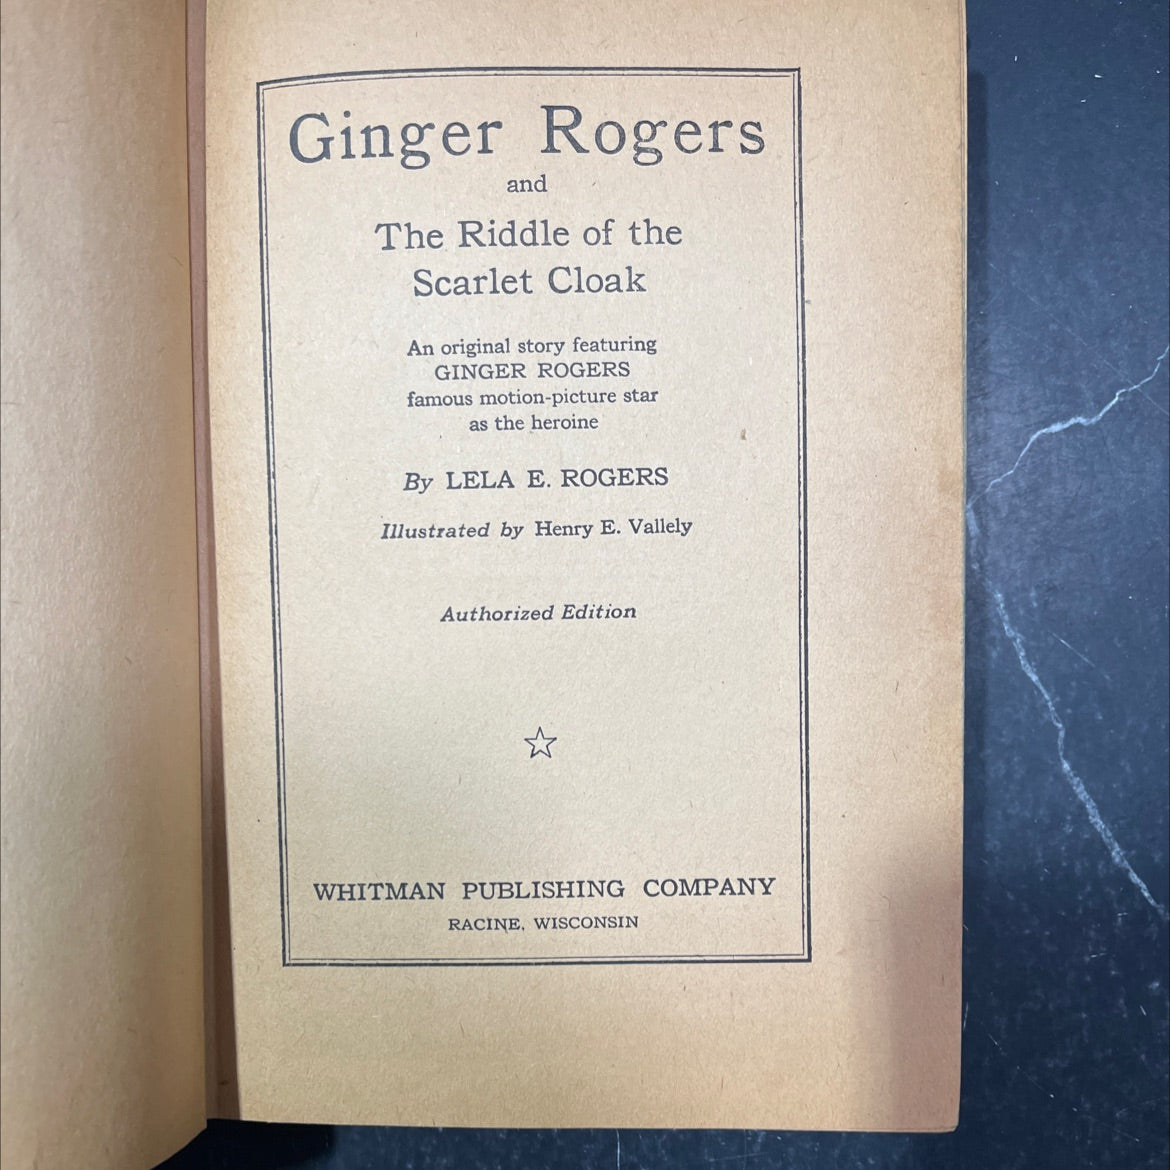 Ginger Rogers
and
The Riddle of the
Scarlet Cloak
An original story featuring
GINGER ROGERS
famous motion-picture star
as the heroine
By LELA E. ROGERS
Illustrated by Henry E. Vallely
Authorized Edition
WHITMAN PUBLISHING COMPANY
RACINE, WISCONSIN